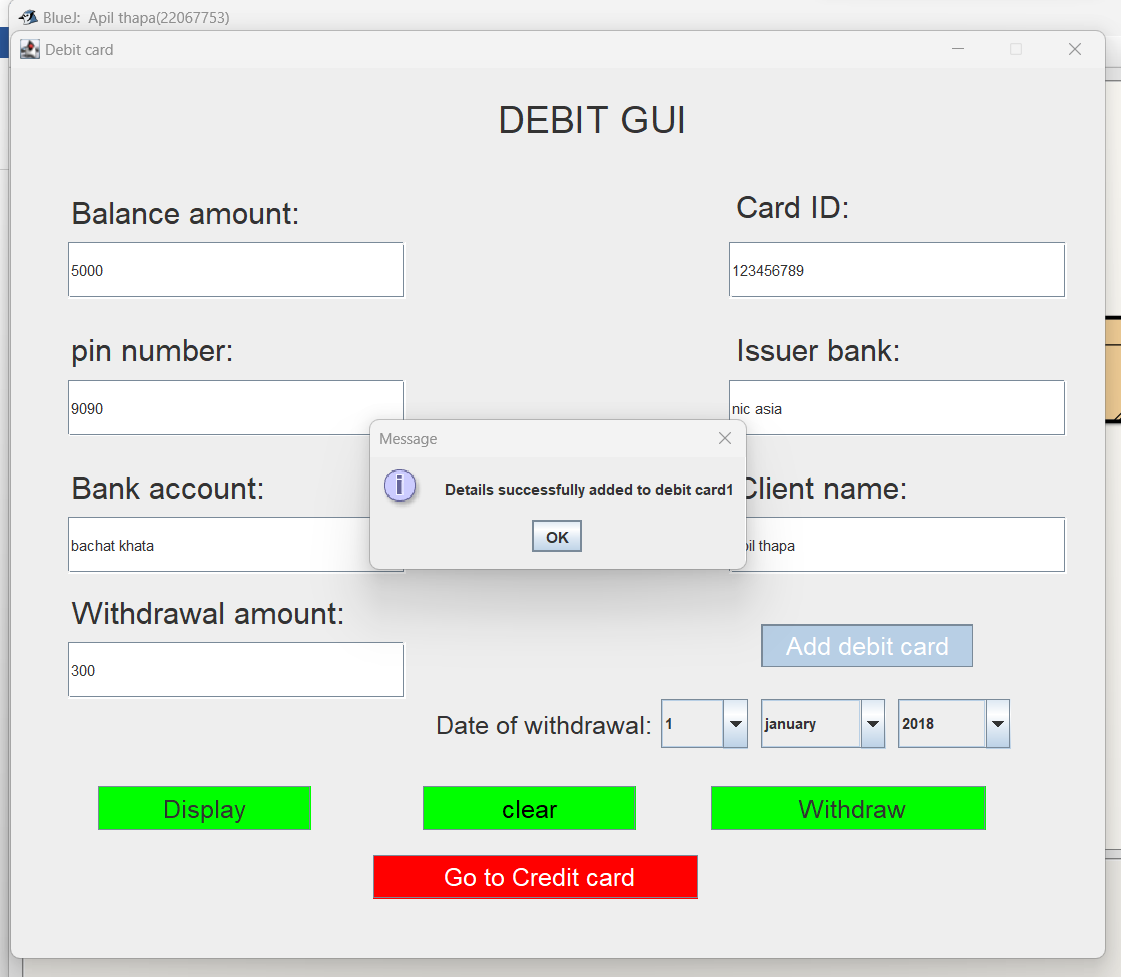 BlueJ: Apil thapa(22067753)
Debit card
DEBIT GUI
Balance amount:
Card ID:
5000
123456789
pin number:
Issuer bank:
9090
nic asia
Message
Details successfully added to debit card1
OK
Bank account:
Client name:
bachat khata
thapa
Withdrawal amount:
Add debit card
300
Date of withdrawal:
1
january
2018
Display
clear
Withdraw
Go to Credit card